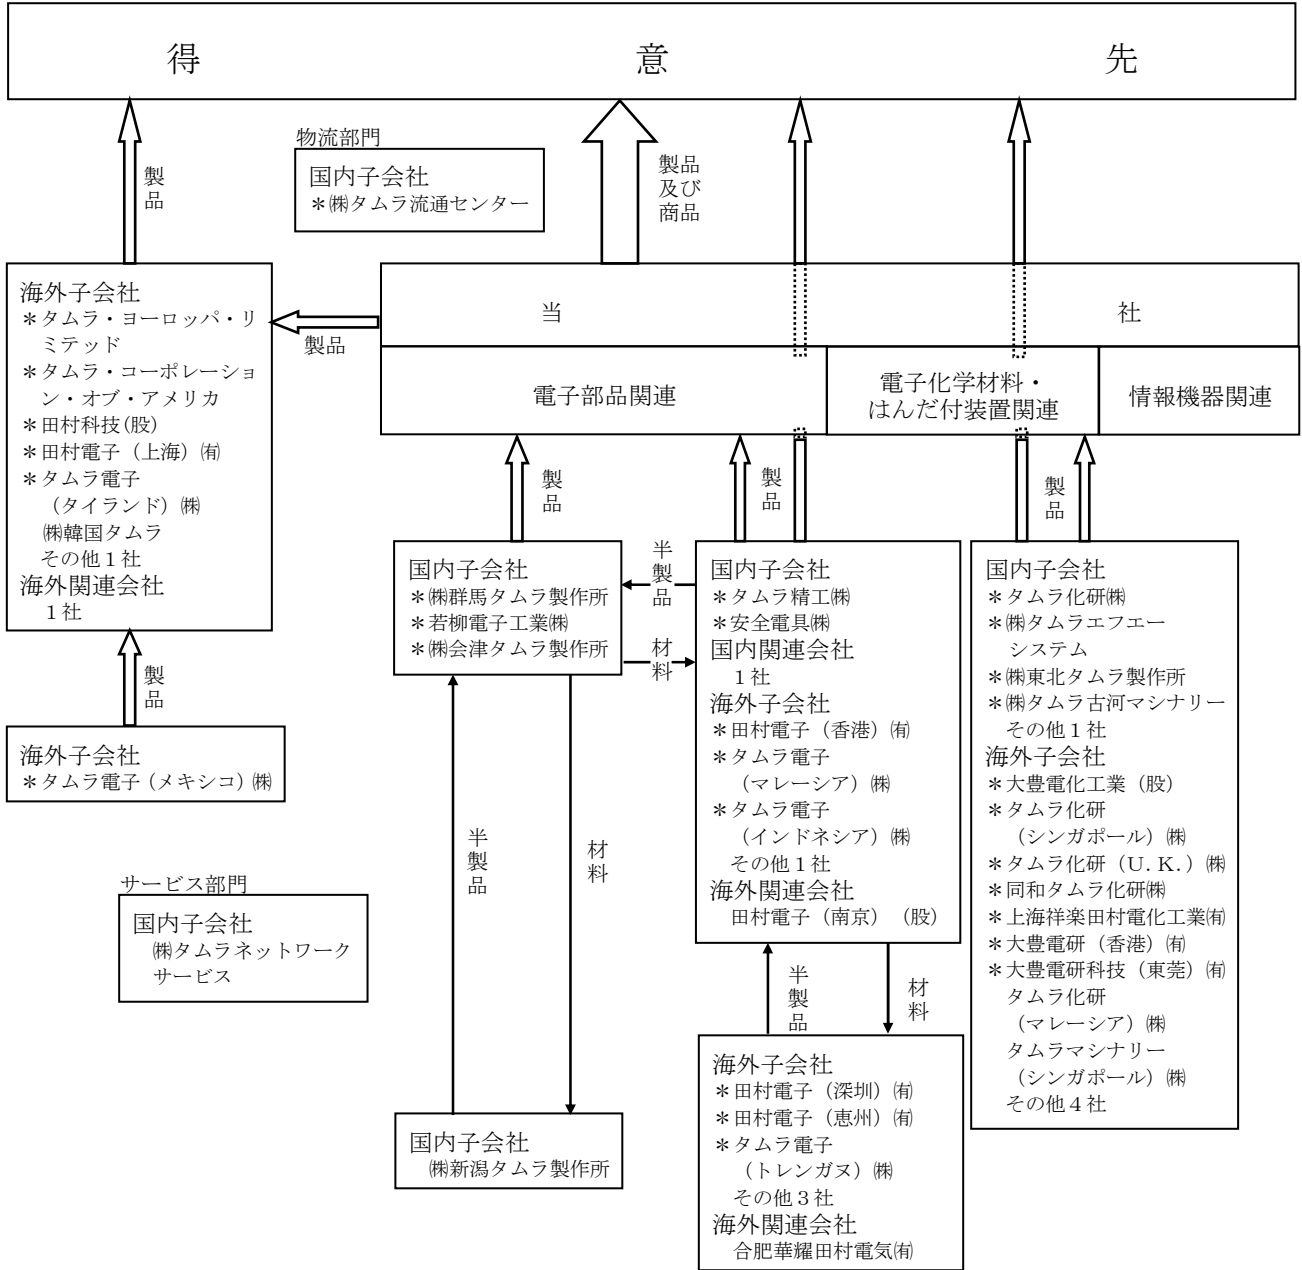 得意先
物流部門
国内子会社
＊㈱タムラ流通センター
製品
製品
及び
商品
海外子会社
＊タムラ・ヨーロッパ・リ
ミテッド
＊タムラ・コーポレーショ
ン・オブ・アメリカ
＊田村科技(股)
＊田村電子（上海）㈲
＊タムラ電子
（タイランド）㈱
㈱韓国タムラ
その他１社
海外関連会社
１社
製品
当社
電子部品関連
電子化学材料・
はんだ付装置関連
情報機器関連
製品
製品
製品
製品
海外子会社
＊タムラ電子（メキシコ）㈱
国内子会社
＊㈱群馬タムラ製作所
＊若柳電子工業㈱
＊㈱会津タムラ製作所
半製品
材料
国内子会社
＊タムラ精工㈱
＊安全電具㈱
国内関連会社
１社
海外子会社
＊田村電子（香港）㈲
＊タムラ電子
（マレーシア）㈱
＊タムラ電子
（インドネシア）㈱
その他１社
海外関連会社
田村電子（南京）（股）
国内子会社
＊タムラ化研㈱
＊㈱タムラエフエー
システム
＊㈱東北タムラ製作所
＊㈱タムラ古河マシナリー
その他１社
海外子会社
＊大豊電化工業（股）
＊タムラ化研
（シンガポール）㈱
＊タムラ化研（U.K.）㈱
＊同和タムラ化研㈱
＊上海祥楽田村電化工業㈲
＊大豊電研（香港）㈲
＊大豊電研科技（東莞）㈲
タムラ化研
（マレーシア）㈱
タムラマシナリー
（シンガポール）㈱
その他４社
サービス部門
国内子会社
㈱タムラネットワーク
サービス
半製品
材料
半製品
材料
国内子会社
㈱新潟タムラ製作所
海外子会社
＊田村電子（深圳）㈲
＊田村電子（恵州）㈲
＊タムラ電子
（トレンガヌ）㈱
その他３社
海外関連会社
合肥華耀田村電気㈲